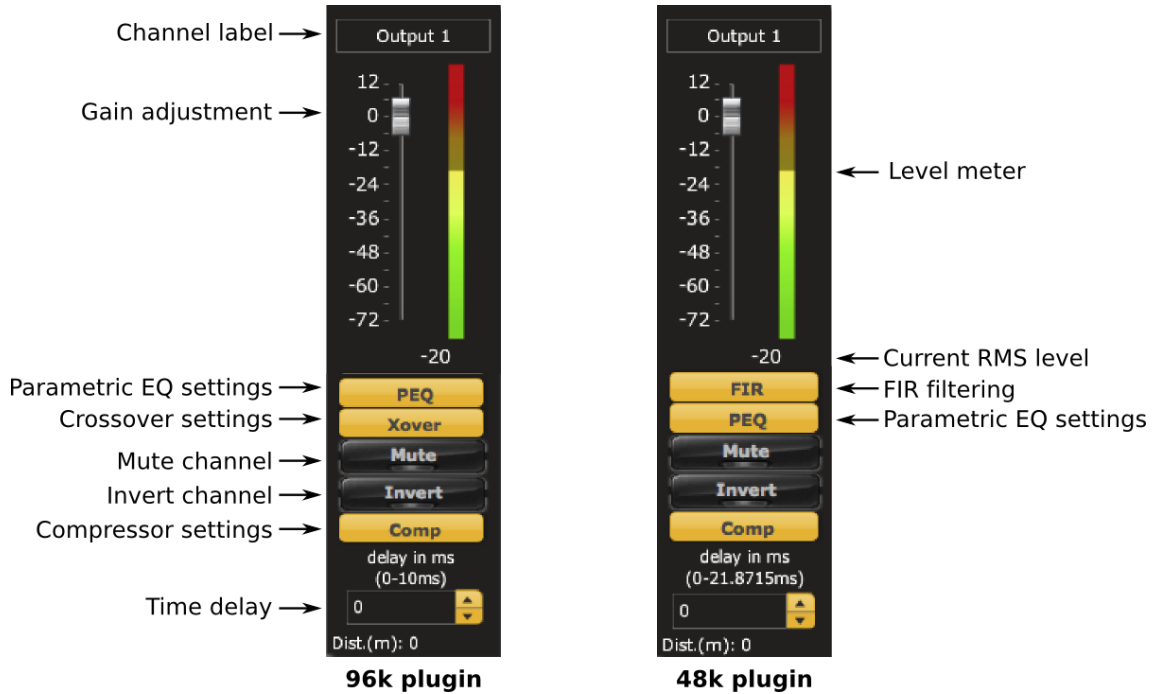 Channel label
Gain adjustment
Parametric EQ settings
Crossover settings
Mute channel
Invert channel
Compressor settings
Time delay
Output 1
12
0
-12
-24
-36
-48
-60
-72
-20
PEQ
Xover
Mute
Invert
Comp
delay in ms
(0-10ms)
0
Dist.(m): 0
96k plugin
Output 1
12
0
-12
-24
-36
-48
-60
-72
-20
FIR
PEQ
Mute
Invert
Comp
delay in ms
(0-21.8715ms)
0
Dist.(m): 0
48k plugin
Level meter
Current RMS level
FIR filtering
Parametric EQ settings